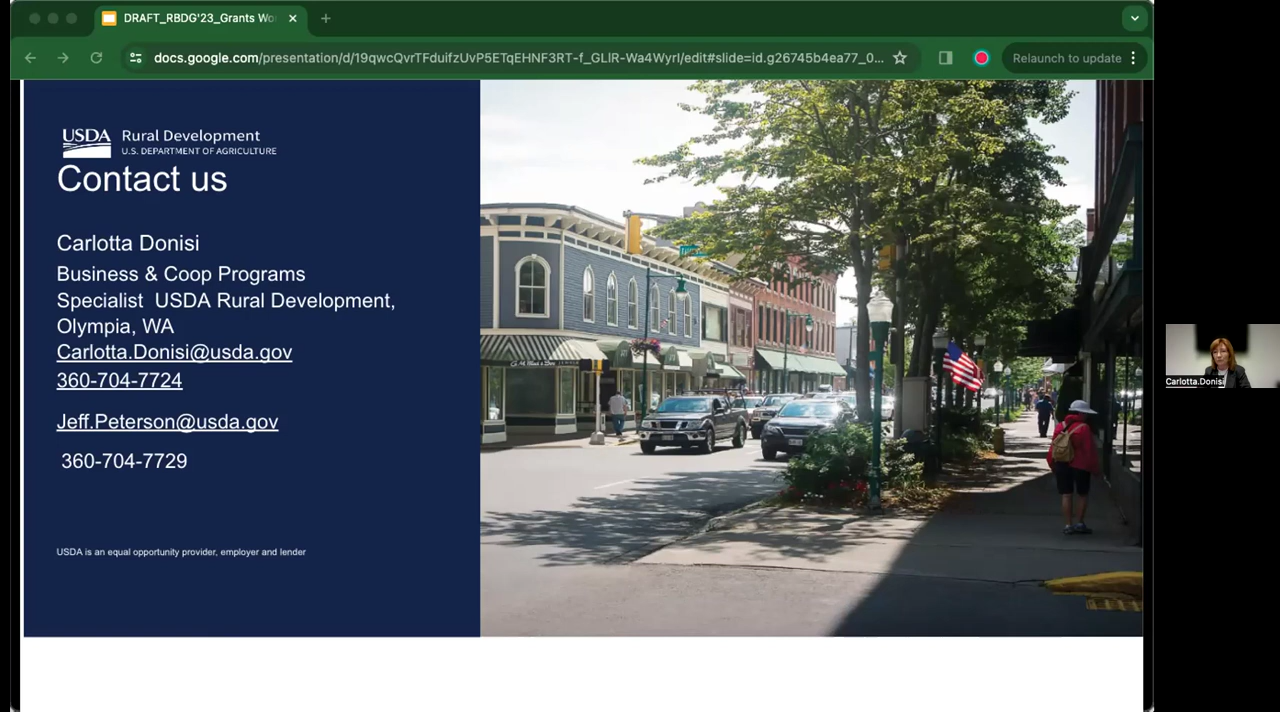 DRAFT_RBDG'23_Grants Wo
docs.google.com/presentation/d/19qwcQvrTFduifzUvP5ETqEHNF3RT-f_GLlR-Wa4WyrI/edit#slide=id.g26745b4ea77_0...
Relaunch to update
USDA Rural Development
U.S. DEPARTMENT OF AGRICULTURE
Contact us
Carlotta Donisi
Business & Coop Programs
Specialist USDA Rural Development,
Olympia, WA
Carlotta.Donisi@usda.gov
360-704-7724
Jeff.Peterson@usda.gov
360-704-7729
USDA is an equal opportunity provider, employer and lender
Carlotta.Donisi